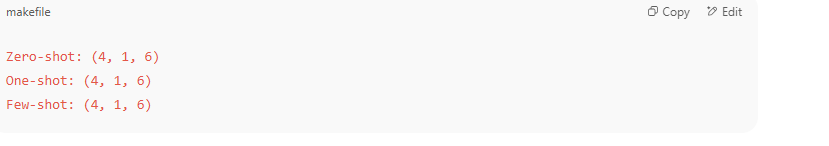 makefile
Copy
Edit
Zero-shot: (4, 1, 6)
One-shot: (4, 1, 6)
Few-shot: (4, 1, 6)